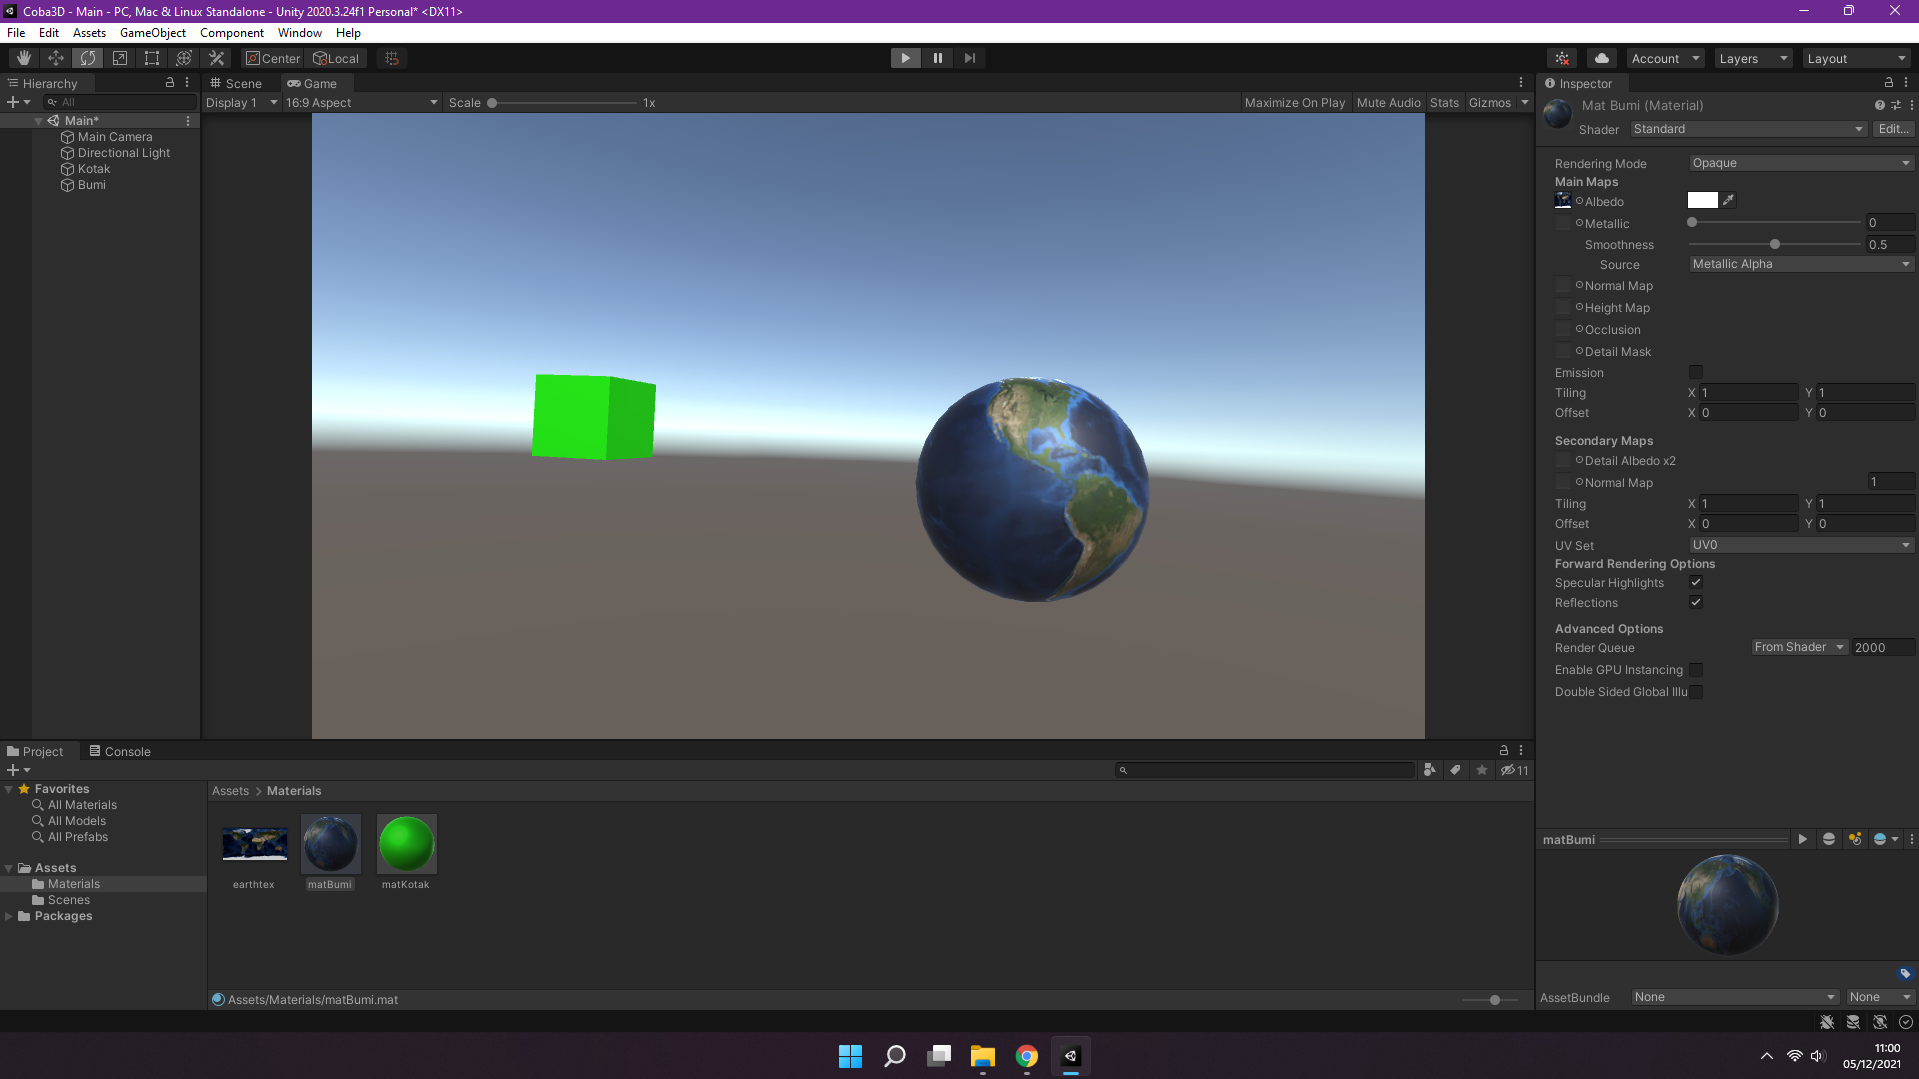 Coba3D - Main - PC, Mac & Linux Standalone - Unity 2020.3.24f1 Personal* <DX11>
File Edit Assets GameObject Component Window Help
Center Local Account Layers Layout
Hierarchy
All
Main*
Main Camera
Directional Light
Kotak
Bumi
Scene Game
Display 1 16:9 Aspect Scale 1x Maximize On Play Mute Audio Stats Gizmos
Inspector
Mat Bumi (Material)
Shader Standard Edit...
Rendering Mode Opaque
Main Maps
Albedo
Metallic 0
Smoothness 0.5
Source Metallic Alpha
Normal Map
Height Map
Occlusion
Detail Mask
Emission
Tiling X 1 Y 1
Offset X 0 Y 0
Secondary Maps
Detail Albedo x2
Normal Map 1
Tiling X 1 Y 1
Offset X 0 Y 0
UV Set UV0
Forward Rendering Options
Specular Highlights
Reflections
Advanced Options
Render Queue From Shader 2000
Enable GPU Instancing
Double Sided Global Illu
Project Console
11
Favorites
All Materials
All Models
All Prefabs
Assets
Materials
Scenes
Packages
Assets > Materials
earthtex matBumi matKotak
Assets/Materials/matBumi.mat
matBumi
AssetBundle None None
11:00
05/12/2021